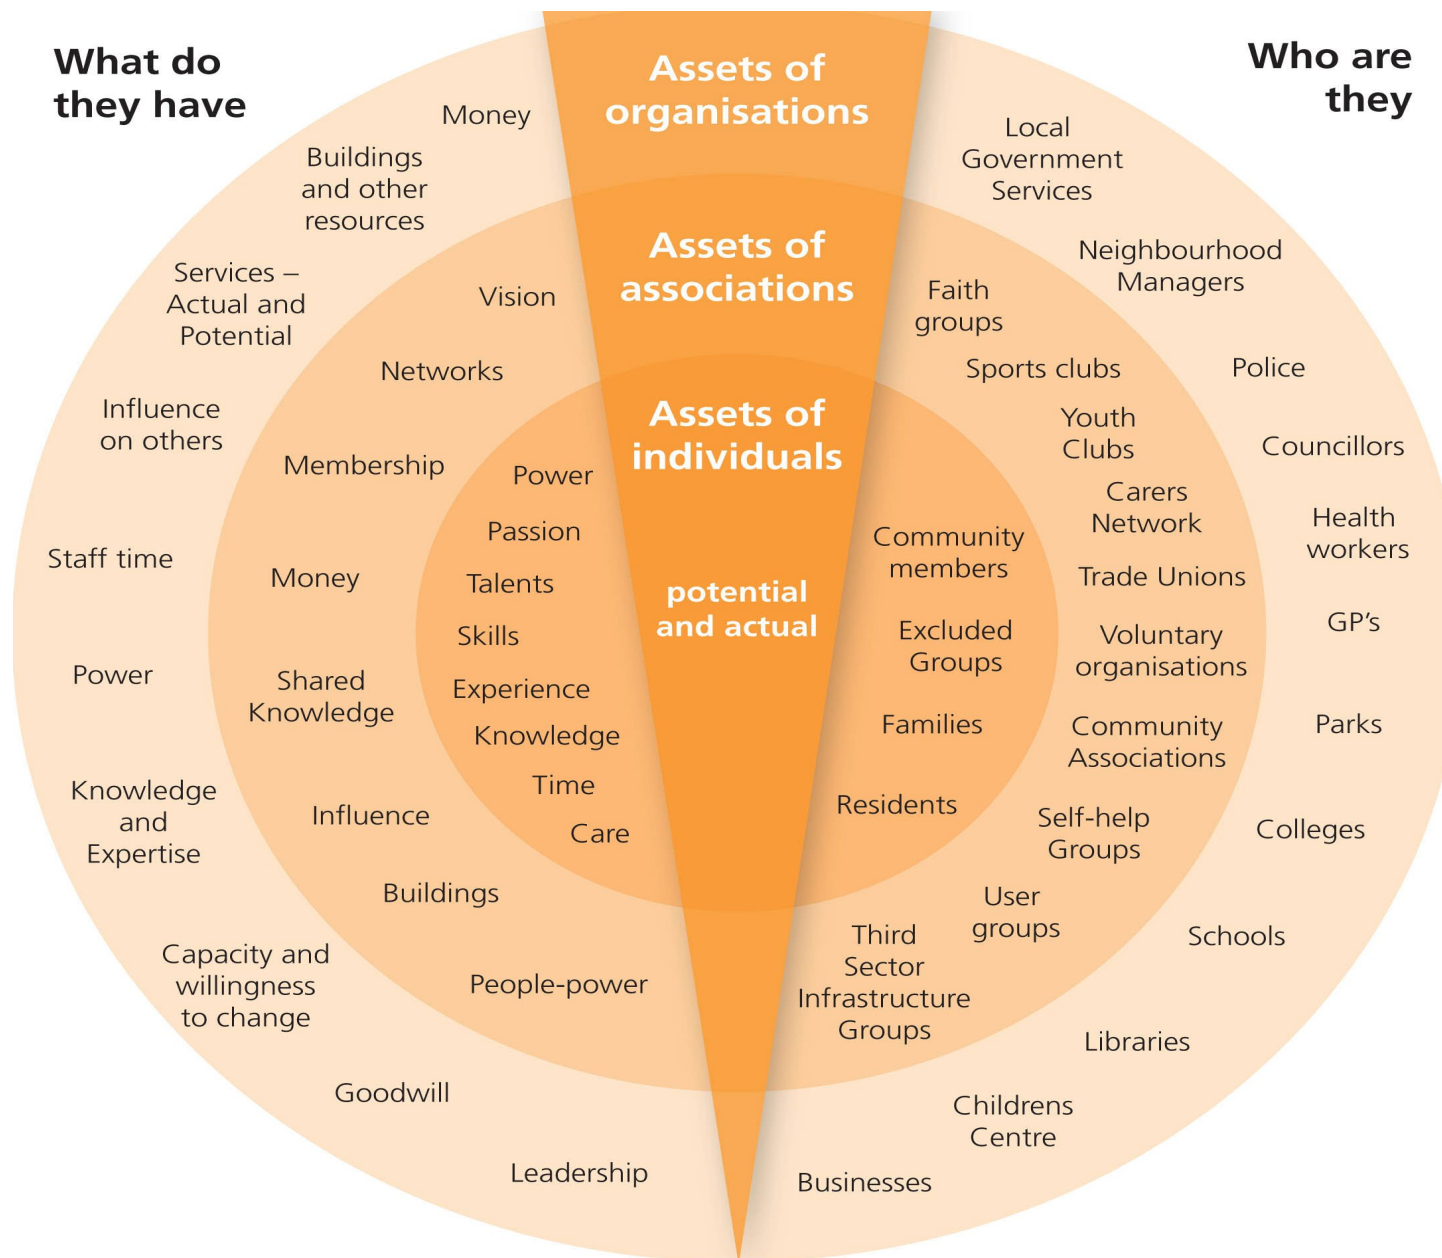 What do
they have
Who are
they
Assets of
organisations
Assets of
associations
Assets of
individuals
potential
and actual
Money
Buildings
and other
resources
Services –
Actual and
Potential
Influence
on others
Staff time
Power
Knowledge
and
Expertise
Capacity and
willingness
to change
Goodwill
Leadership
Vision
Networks
Membership
Money
Shared
Knowledge
Influence
Buildings
People-power
Power
Passion
Talents
Skills
Experience
Knowledge
Time
Care
Community
members
Excluded
Groups
Families
Residents
Faith
groups
Sports clubs
Youth
Clubs
Carers
Network
Trade Unions
Voluntary
organisations
Community
Associations
Self-help
Groups
User
groups
Third
Sector
Infrastructure
Groups
Local
Government
Services
Neighbourhood
Managers
Police
Councillors
Health
workers
GP’s
Parks
Colleges
Schools
Libraries
Childrens
Centre
Businesses